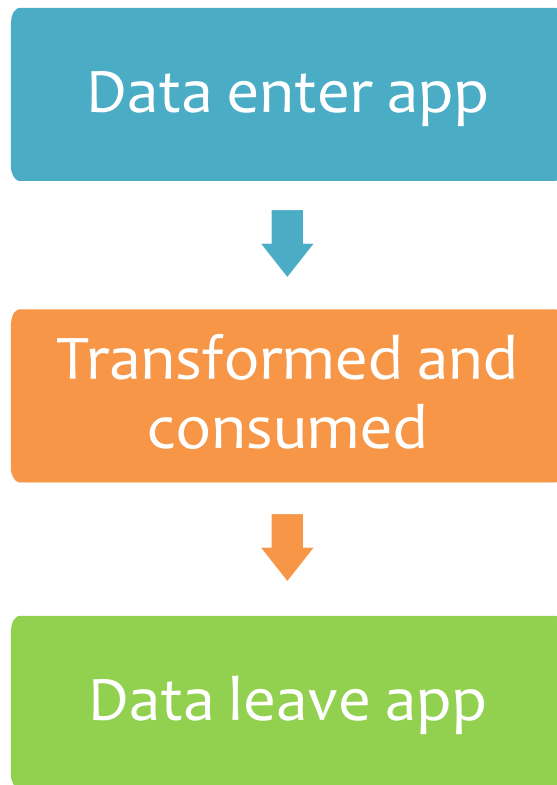 Data enter app
Transformed and
consumed
Data leave app